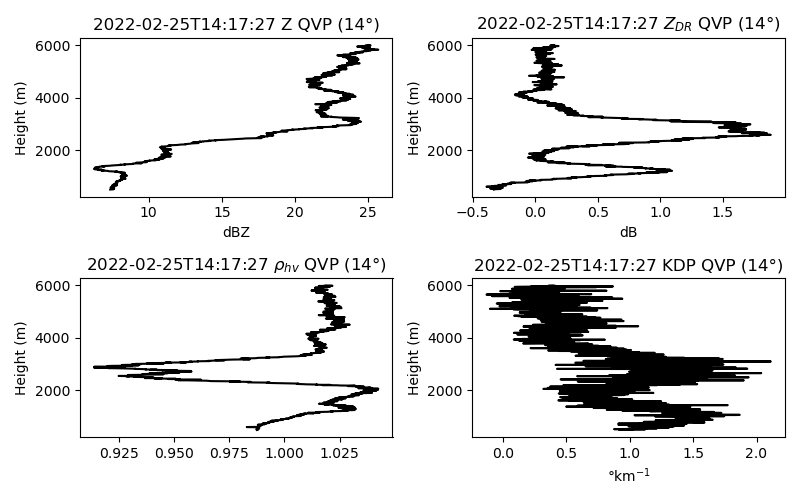 2022-02-25T14:17:27 Z QVP (14°)
6000
4000
2000
Height (m)
10
15
20
25
dBZ
2022-02-25T14:17:27 Z_DR QVP (14°)
6000
4000
2000
Height (m)
−0.5
0.0
0.5
1.0
1.5
dB
2022-02-25T14:17:27 ρ_hv QVP (14°)
6000
4000
2000
Height (m)
0.925
0.950
0.975
1.000
1.025
2022-02-25T14:17:27 KDP QVP (14°)
6000
4000
2000
Height (m)
0.0
0.5
1.0
1.5
2.0
°km⁻¹